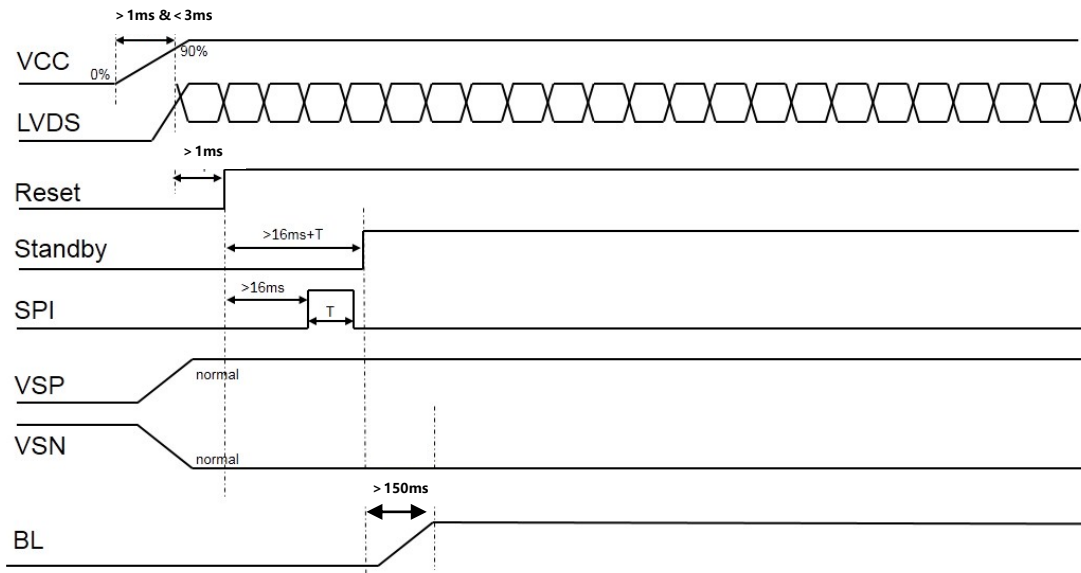 >1ms & <3ms
VCC
0%
90%
LVDS
>1ms
Reset
>16ms+T
Standby
>16ms
SPI
T
VSP
normal
VSN
normal
>150ms
BL